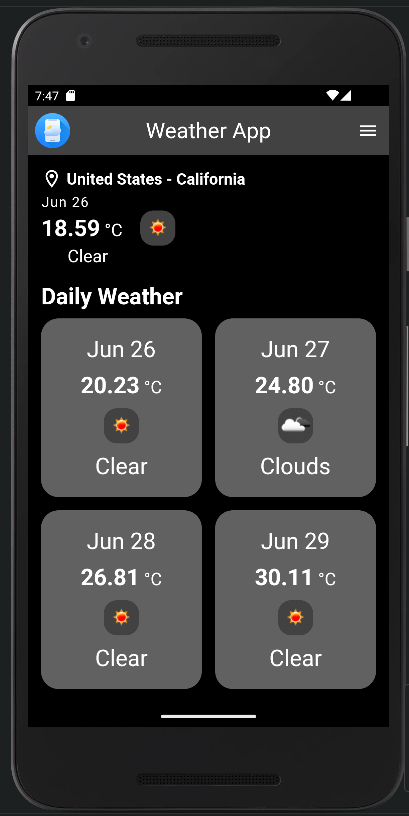 7:47
Weather App
United States - California
Jun 26
18.59 °C
Clear
Daily Weather
Jun 26
20.23 °C
Clear
Jun 27
24.80 °C
Clouds
Jun 28
26.81 °C
Clear
Jun 29
30.11 °C
Clear